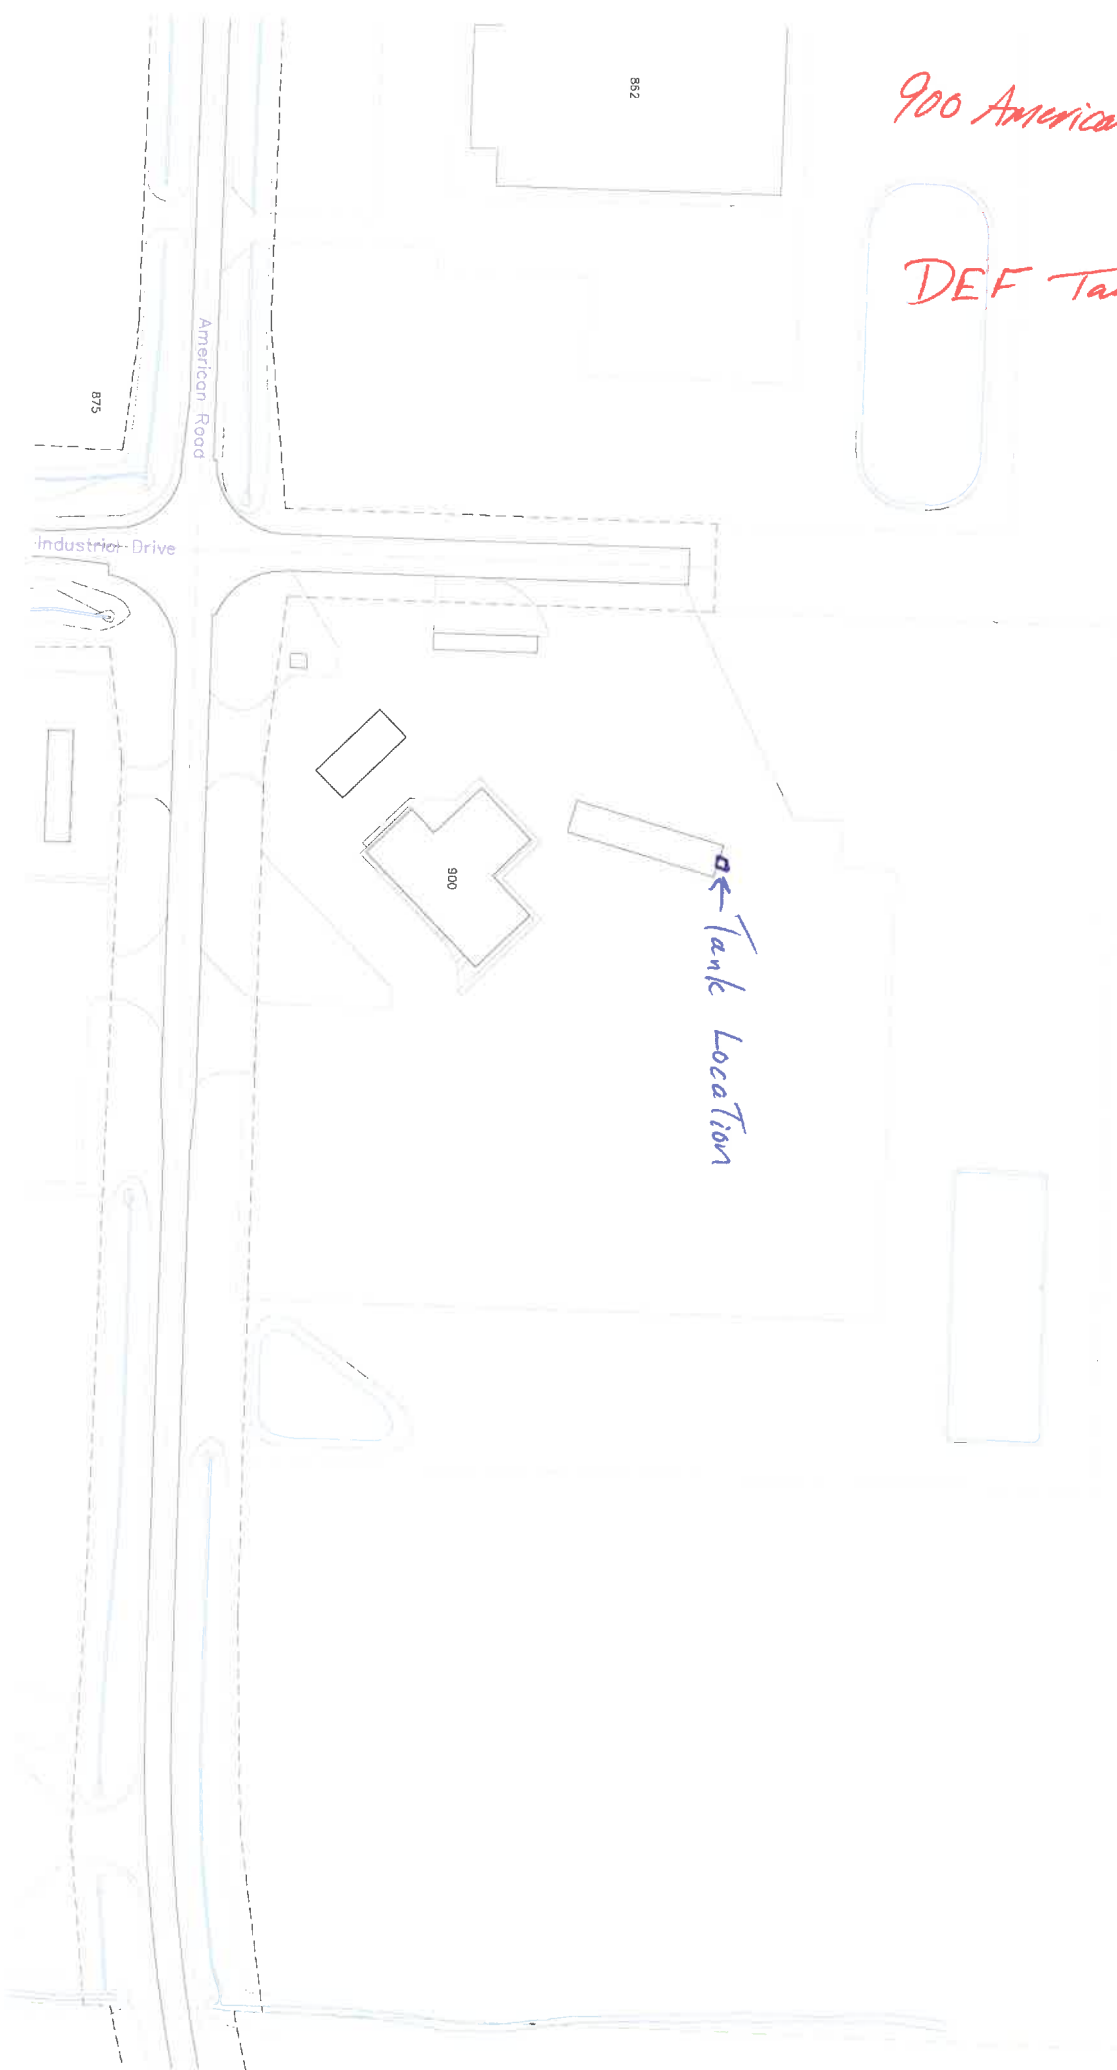 900 America
DEF Ta
852
American Road
875
Industrial Drive
900
Tank Location